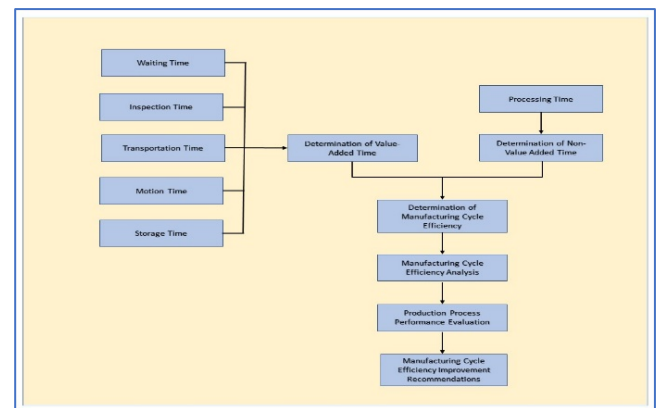 Waiting Time
Inspection Time
Transportation Time
Motion Time
Storage Time
Determination of Value-
Added Time
Processing Time
Determination of Non-
Value Added Time
Determination of
Manufacturing Cycle
Efficiency
Manufacturing Cycle
Efficiency Analysis
Production Process
Performance Evaluation
Manufacturing Cycle
Efficiency Improvement
Recommendations